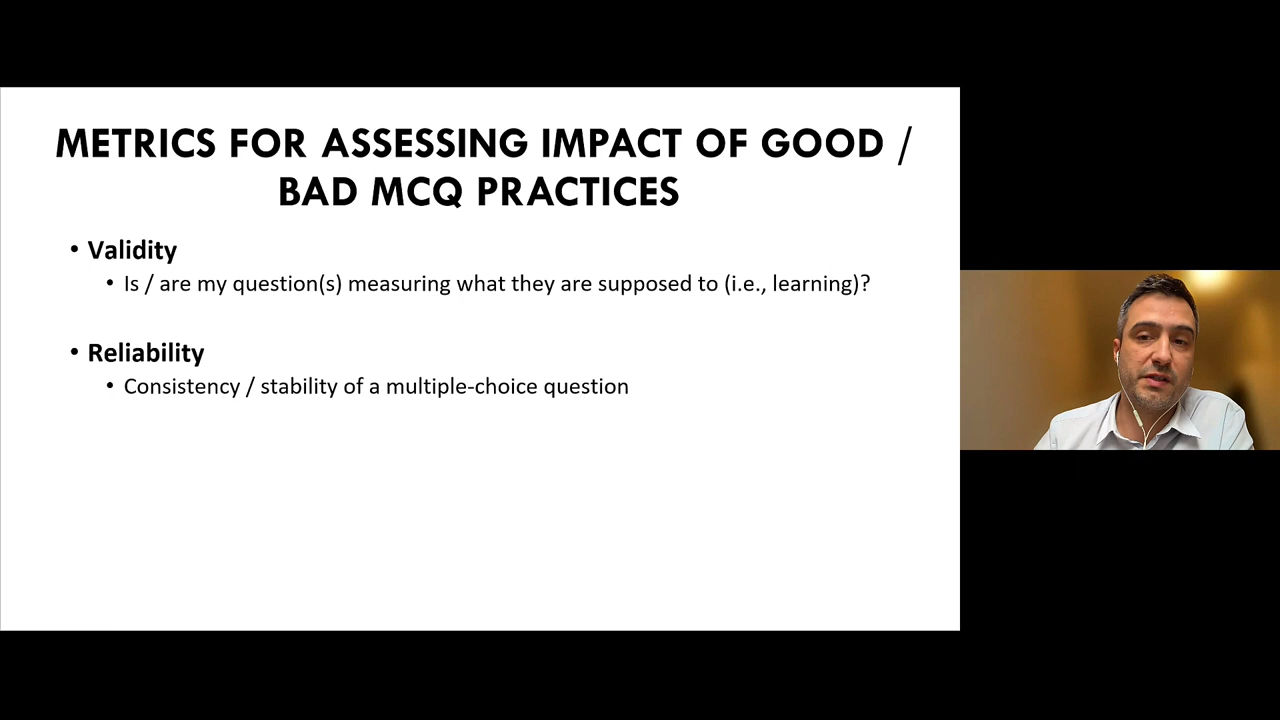 METRICS FOR ASSESSING IMPACT OF GOOD /
BAD MCQ PRACTICES
• Validity
• Is / are my question(s) measuring what they are supposed to (i.e., learning)?
• Reliability
• Consistency / stability of a multiple-choice question